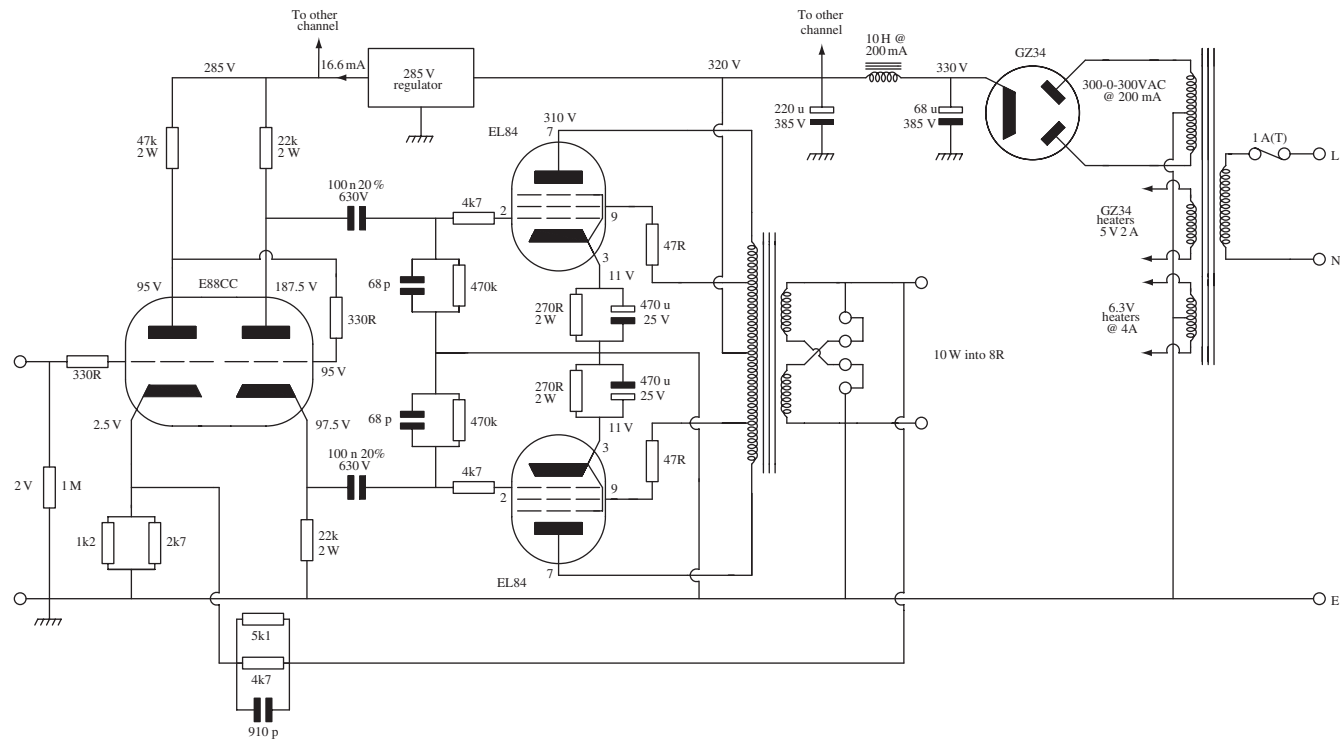 To other
channel
285 V
16.6 mA
285 V
regulator
320 V
To other
channel
10 H @
200 mA
330 V
GZ34
300-0-300VAC
@ 200 mA
220 u
385 V
68 u
385 V
1 A(T)
L
N
47k
2 W
22k
2 W
EL84
310 V
7
100 n 20%
630V
4k7
2
9
3
47R
11 V
68 p
470k
270R
2 W
470 u
25 V
GZ34
heaters
5 V 2 A
6.3V
heaters
@ 4A
95 V
E88CC
187.5 V
330R
95 V
330R
2.5 V
97.5 V
10 W into 8R
68 p
470k
270R
2 W
470 u
25 V
11 V
3
47R
100 n 20%
630 V
4k7
2
9
2 V
1 M
1k2
2k7
22k
2 W
EL84
7
E
5k1
4k7
910 p